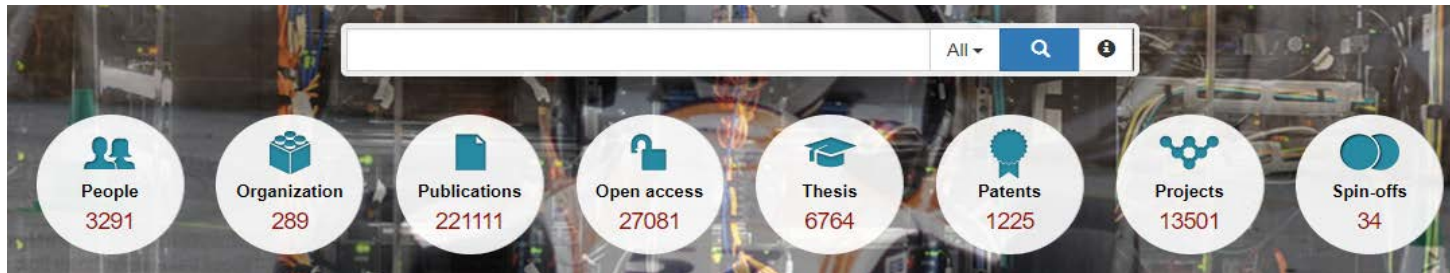 All
People
3291
Organization
289
Publications
221111
Open access
27081
Thesis
6764
Patents
1225
Projects
13501
Spin-offs
34